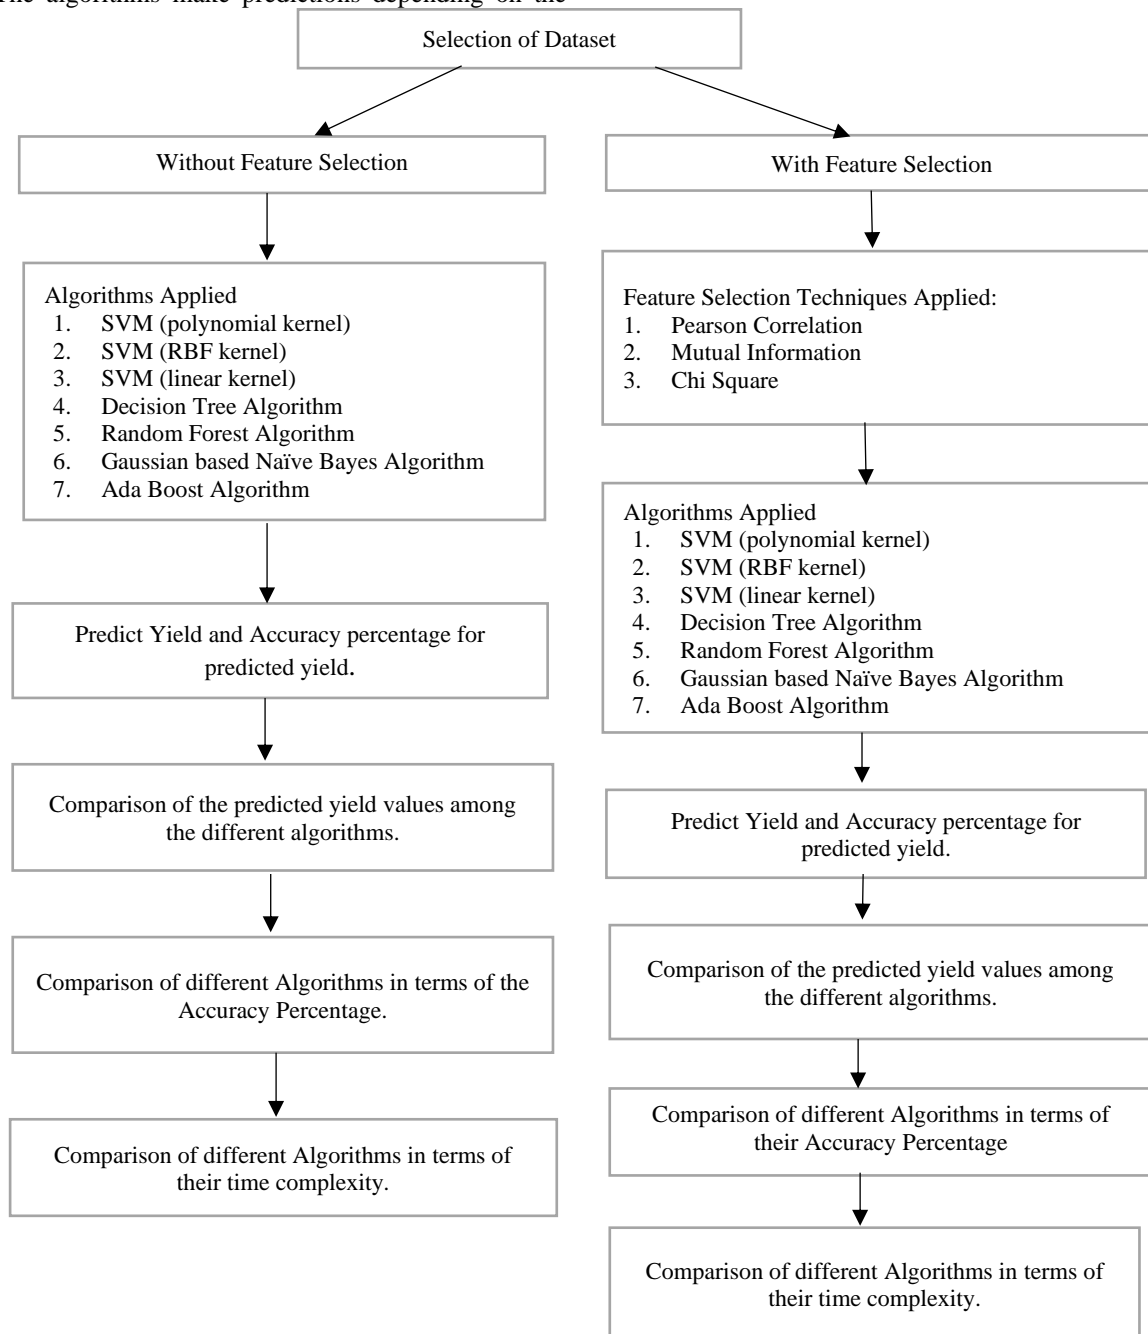 The algorithms make predictions depending on the
Selection of Dataset
Without Feature Selection
Algorithms Applied
1. SVM (polynomial kernel)
2. SVM (RBF kernel)
3. SVM (linear kernel)
4. Decision Tree Algorithm
5. Random Forest Algorithm
6. Gaussian based Naïve Bayes Algorithm
7. Ada Boost Algorithm
Predict Yield and Accuracy percentage for
predicted yield.
Comparison of the predicted yield values among
the different algorithms.
Comparison of different Algorithms in terms of the
Accuracy Percentage.
Comparison of different Algorithms in terms of
their time complexity.
With Feature Selection
Feature Selection Techniques Applied:
1. Pearson Correlation
2. Mutual Information
3. Chi Square
Algorithms Applied
1. SVM (polynomial kernel)
2. SVM (RBF kernel)
3. SVM (linear kernel)
4. Decision Tree Algorithm
5. Random Forest Algorithm
6. Gaussian based Naïve Bayes Algorithm
7. Ada Boost Algorithm
Predict Yield and Accuracy percentage for
predicted yield.
Comparison of the predicted yield values among
the different algorithms.
Comparison of different Algorithms in terms of
their Accuracy Percentage
Comparison of different Algorithms in terms of
their time complexity.